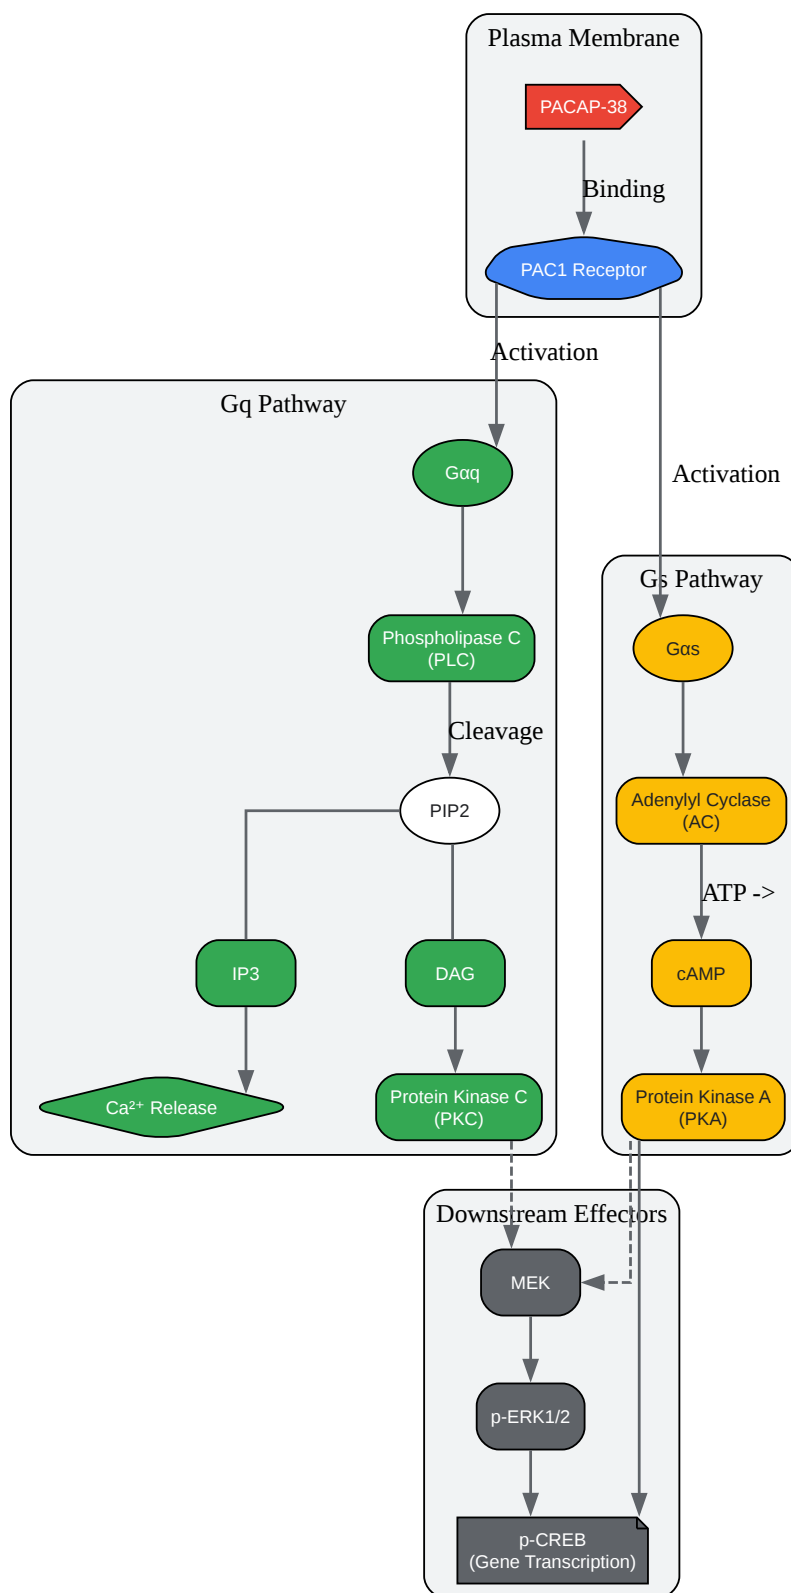 Plasma Membrane
PACAP-38
Binding
PAC1 Receptor
Activation
Gq Pathway
Gαq
Activation
Gs Pathway
Phospholipase C
(PLC)
Gαs
Cleavage
PIP2
Adenylyl Cyclase
(AC)
ATP ->
IP3
DAG
cAMP
Ca²⁺ Release
Protein Kinase C
(PKC)
Protein Kinase A
(PKA)
Downstream Effectors
MEK
p-ERK1/2
p-CREB
(Gene Transcription)